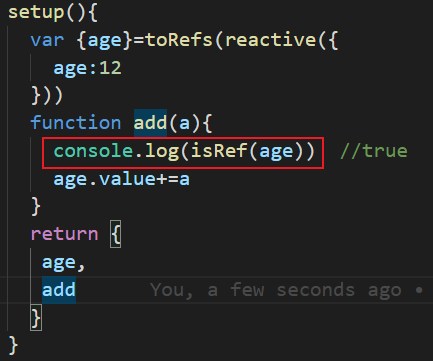 setup(){
var {age}=toRefs(reactive({
age:12
}))
function add(a){
console.log(isRef(age)) //true
age.value+=a
}
return {
age,
add You, a few seconds ago •
}
}